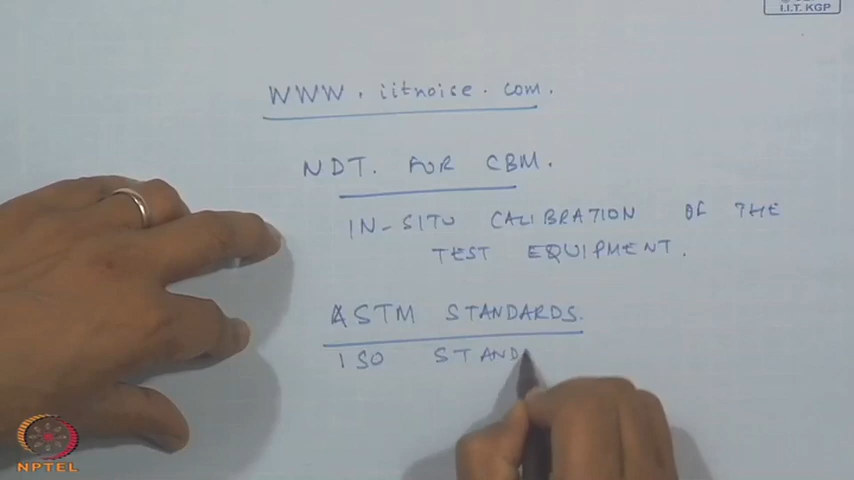 I.I.T. KGP
WWW.iitnoise.com.
NDT. FOR CBM.
IN-SITU CALIBRATION OF THE
TEST EQUIPMENT.
ASTM STANDARDS.
ISO STAND
NPTEL